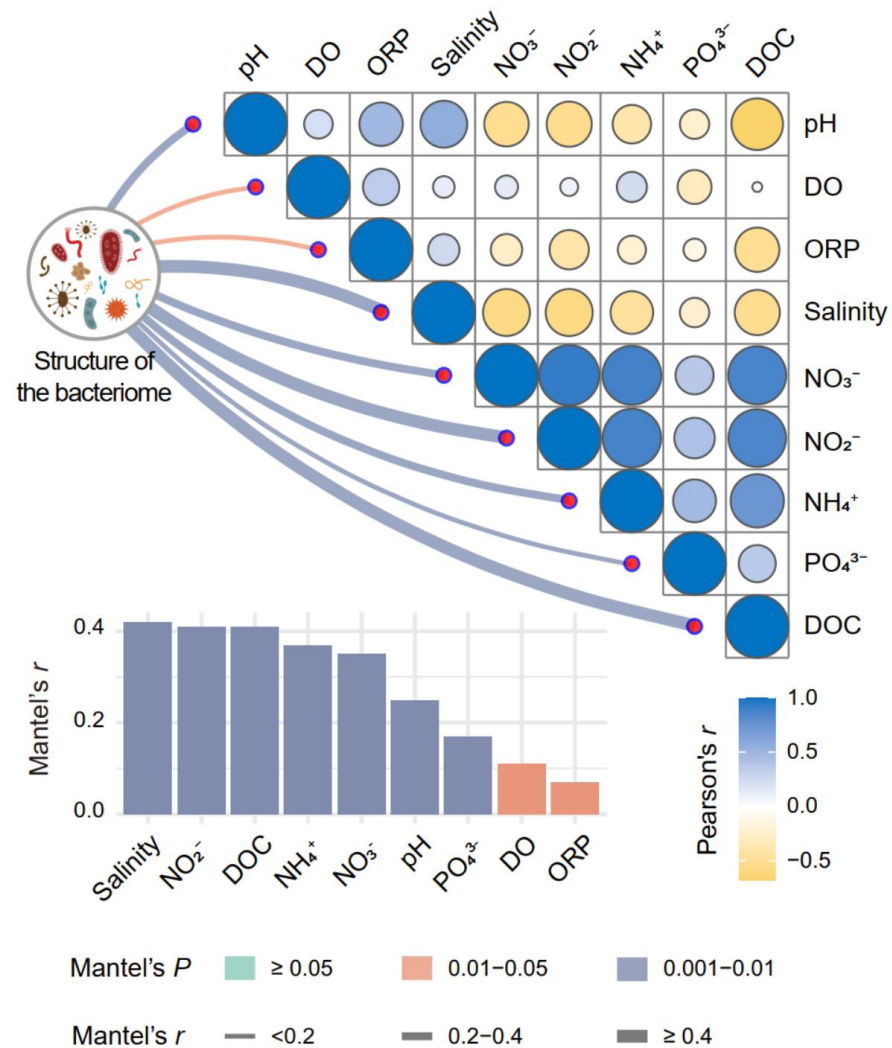 pH DO ORP Salinity NO₃⁻ NO₂⁻ NH₄⁺ PO₄³⁻ DOC
pH
DO
ORP
Salinity
NO₃⁻
NO₂⁻
NH₄⁺
PO₄³⁻
DOC
Structure of
the bacteriome
Mantel's r
0.4
0.2
0.0
Salinity NO₂⁻ DOC NH₄⁺ NO₃⁻ pH PO₄³⁻ DO ORP
Pearson's r
1.0
0.5
0.0
−0.5
Mantel's P ≥ 0.05 0.01−0.05 0.001−0.01
Mantel's r <0.2 0.2−0.4 ≥ 0.4